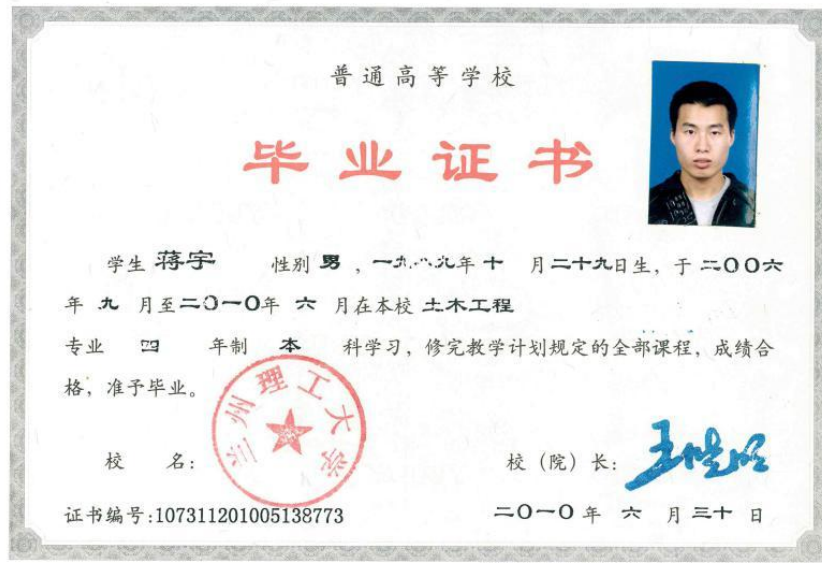 普通高等学校
毕业证书
学生 蒋宇 性别 男 ，一九八九年 十 月二十九日生，于 二〇〇六
年 九 月至二〇一〇年 六 月在本校 土木工程
专业 四 年制 本 科学习，修完教学计划规定的全部课程，成绩合
格，准予毕业。
兰州理工大学
校 名： 校（院）长：
证书编号:107311201005138773 二〇一〇 年 六 月 三十 日